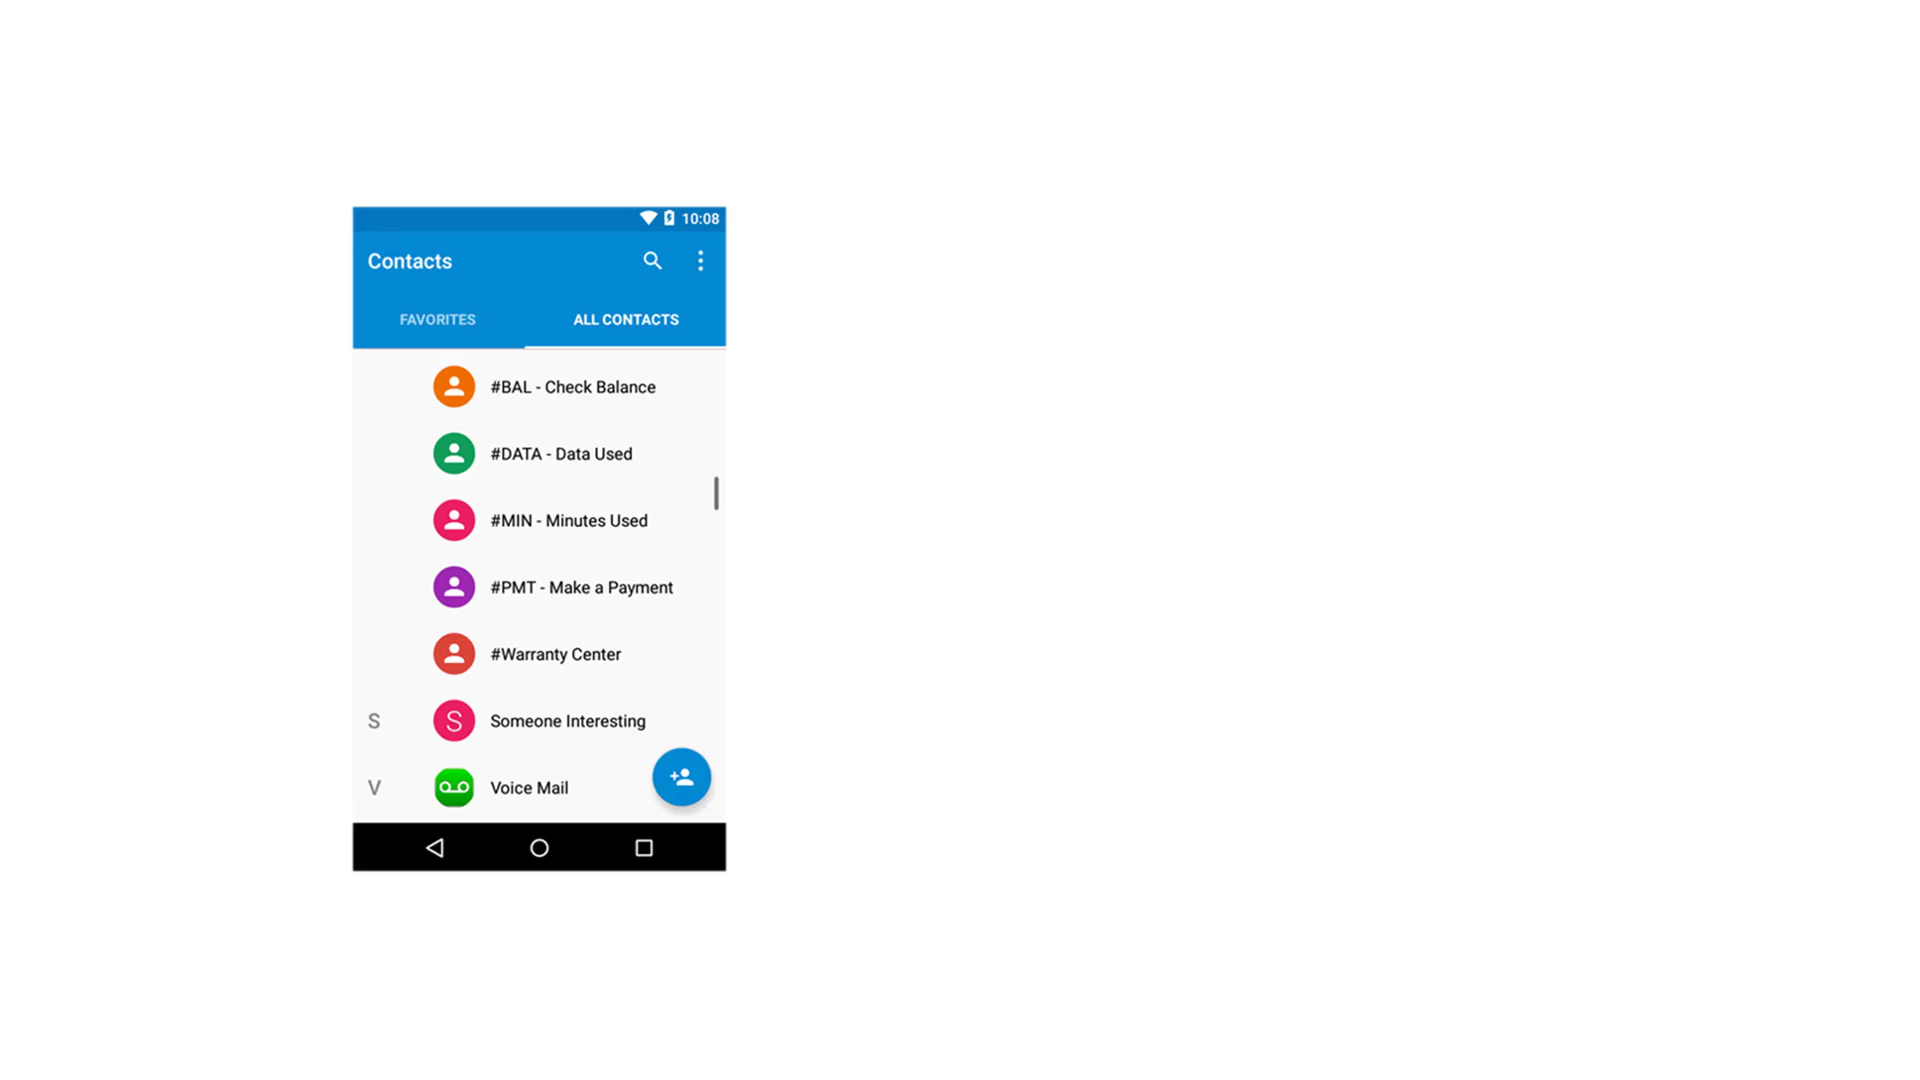 10:08
Contacts
FAVORITES ALL CONTACTS
#BAL - Check Balance
#DATA - Data Used
#MIN - Minutes Used
#PMT - Make a Payment
#Warranty Center
S S Someone Interesting
V Voice Mail